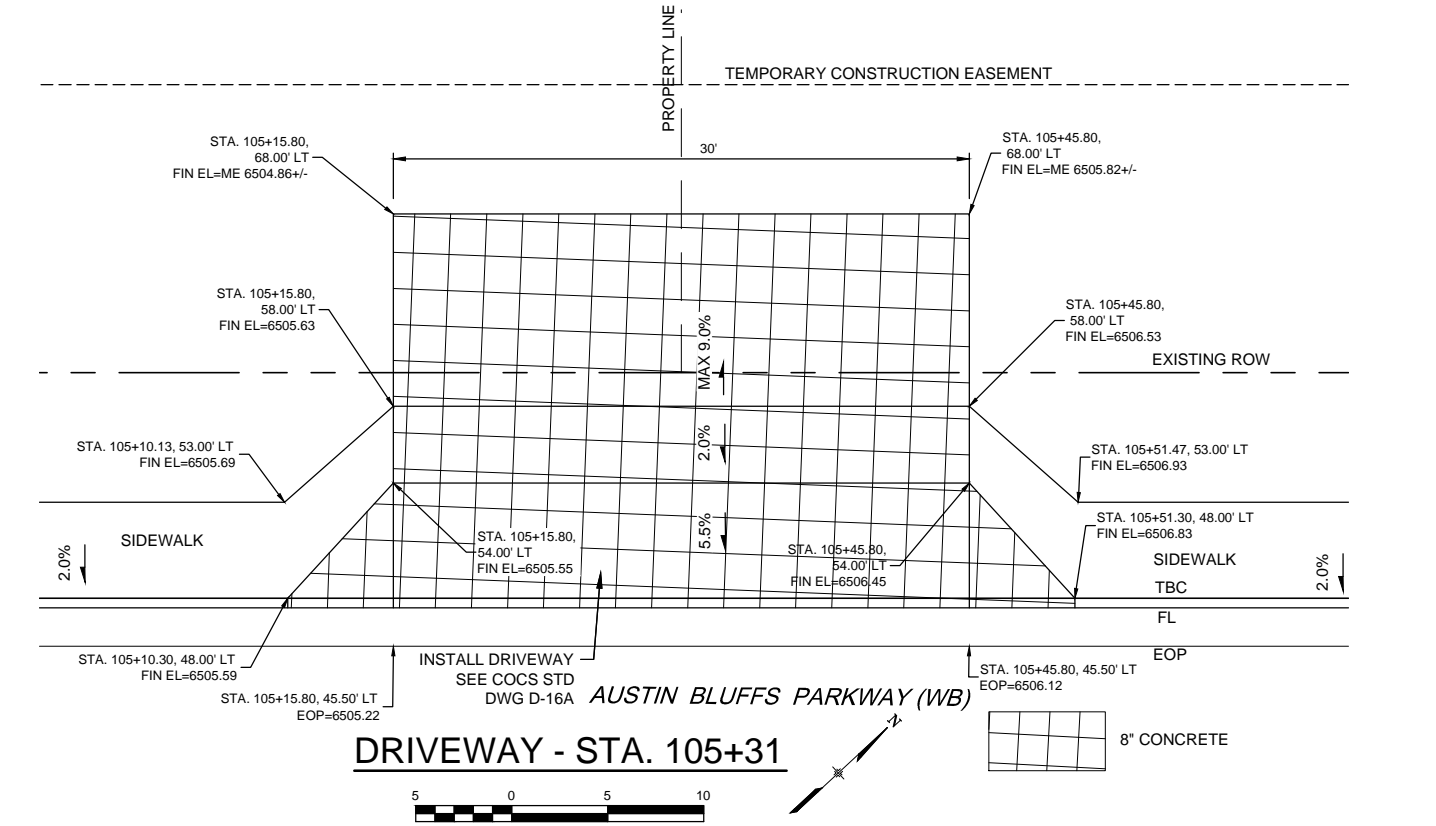 PROPERTY LINE
TEMPORARY CONSTRUCTION EASEMENT
STA. 105+15.80,
68.00' LT
FIN EL=ME 6504.86+/-
30'
STA. 105+45.80,
68.00' LT
FIN EL=ME 6505.82+/-
STA. 105+15.80,
58.00' LT
FIN EL=6505.63
MAX 9.0%
STA. 105+45.80,
58.00' LT
FIN EL=6506.53
EXISTING ROW
STA. 105+10.13, 53.00' LT
FIN EL=6505.69
2.0%
STA. 105+51.47, 53.00' LT
FIN EL=6506.93
SIDEWALK
2.0%
STA. 105+15.80,
54.00' LT
FIN EL=6505.55
5.5%
STA. 105+45.80,
54.00' LT
FIN EL=6506.45
STA. 105+51.30, 48.00' LT
FIN EL=6506.83
SIDEWALK
2.0%
TBC
FL
EOP
STA. 105+10.30, 48.00' LT
FIN EL=6505.59
STA. 105+15.80, 45.50' LT
EOP=6505.22
INSTALL DRIVEWAY
SEE COCS STD
DWG D-16A
AUSTIN BLUFFS PARKWAY (WB)
STA. 105+45.80, 45.50' LT
EOP=6506.12
N
8" CONCRETE
DRIVEWAY - STA. 105+31
5 0 5 10